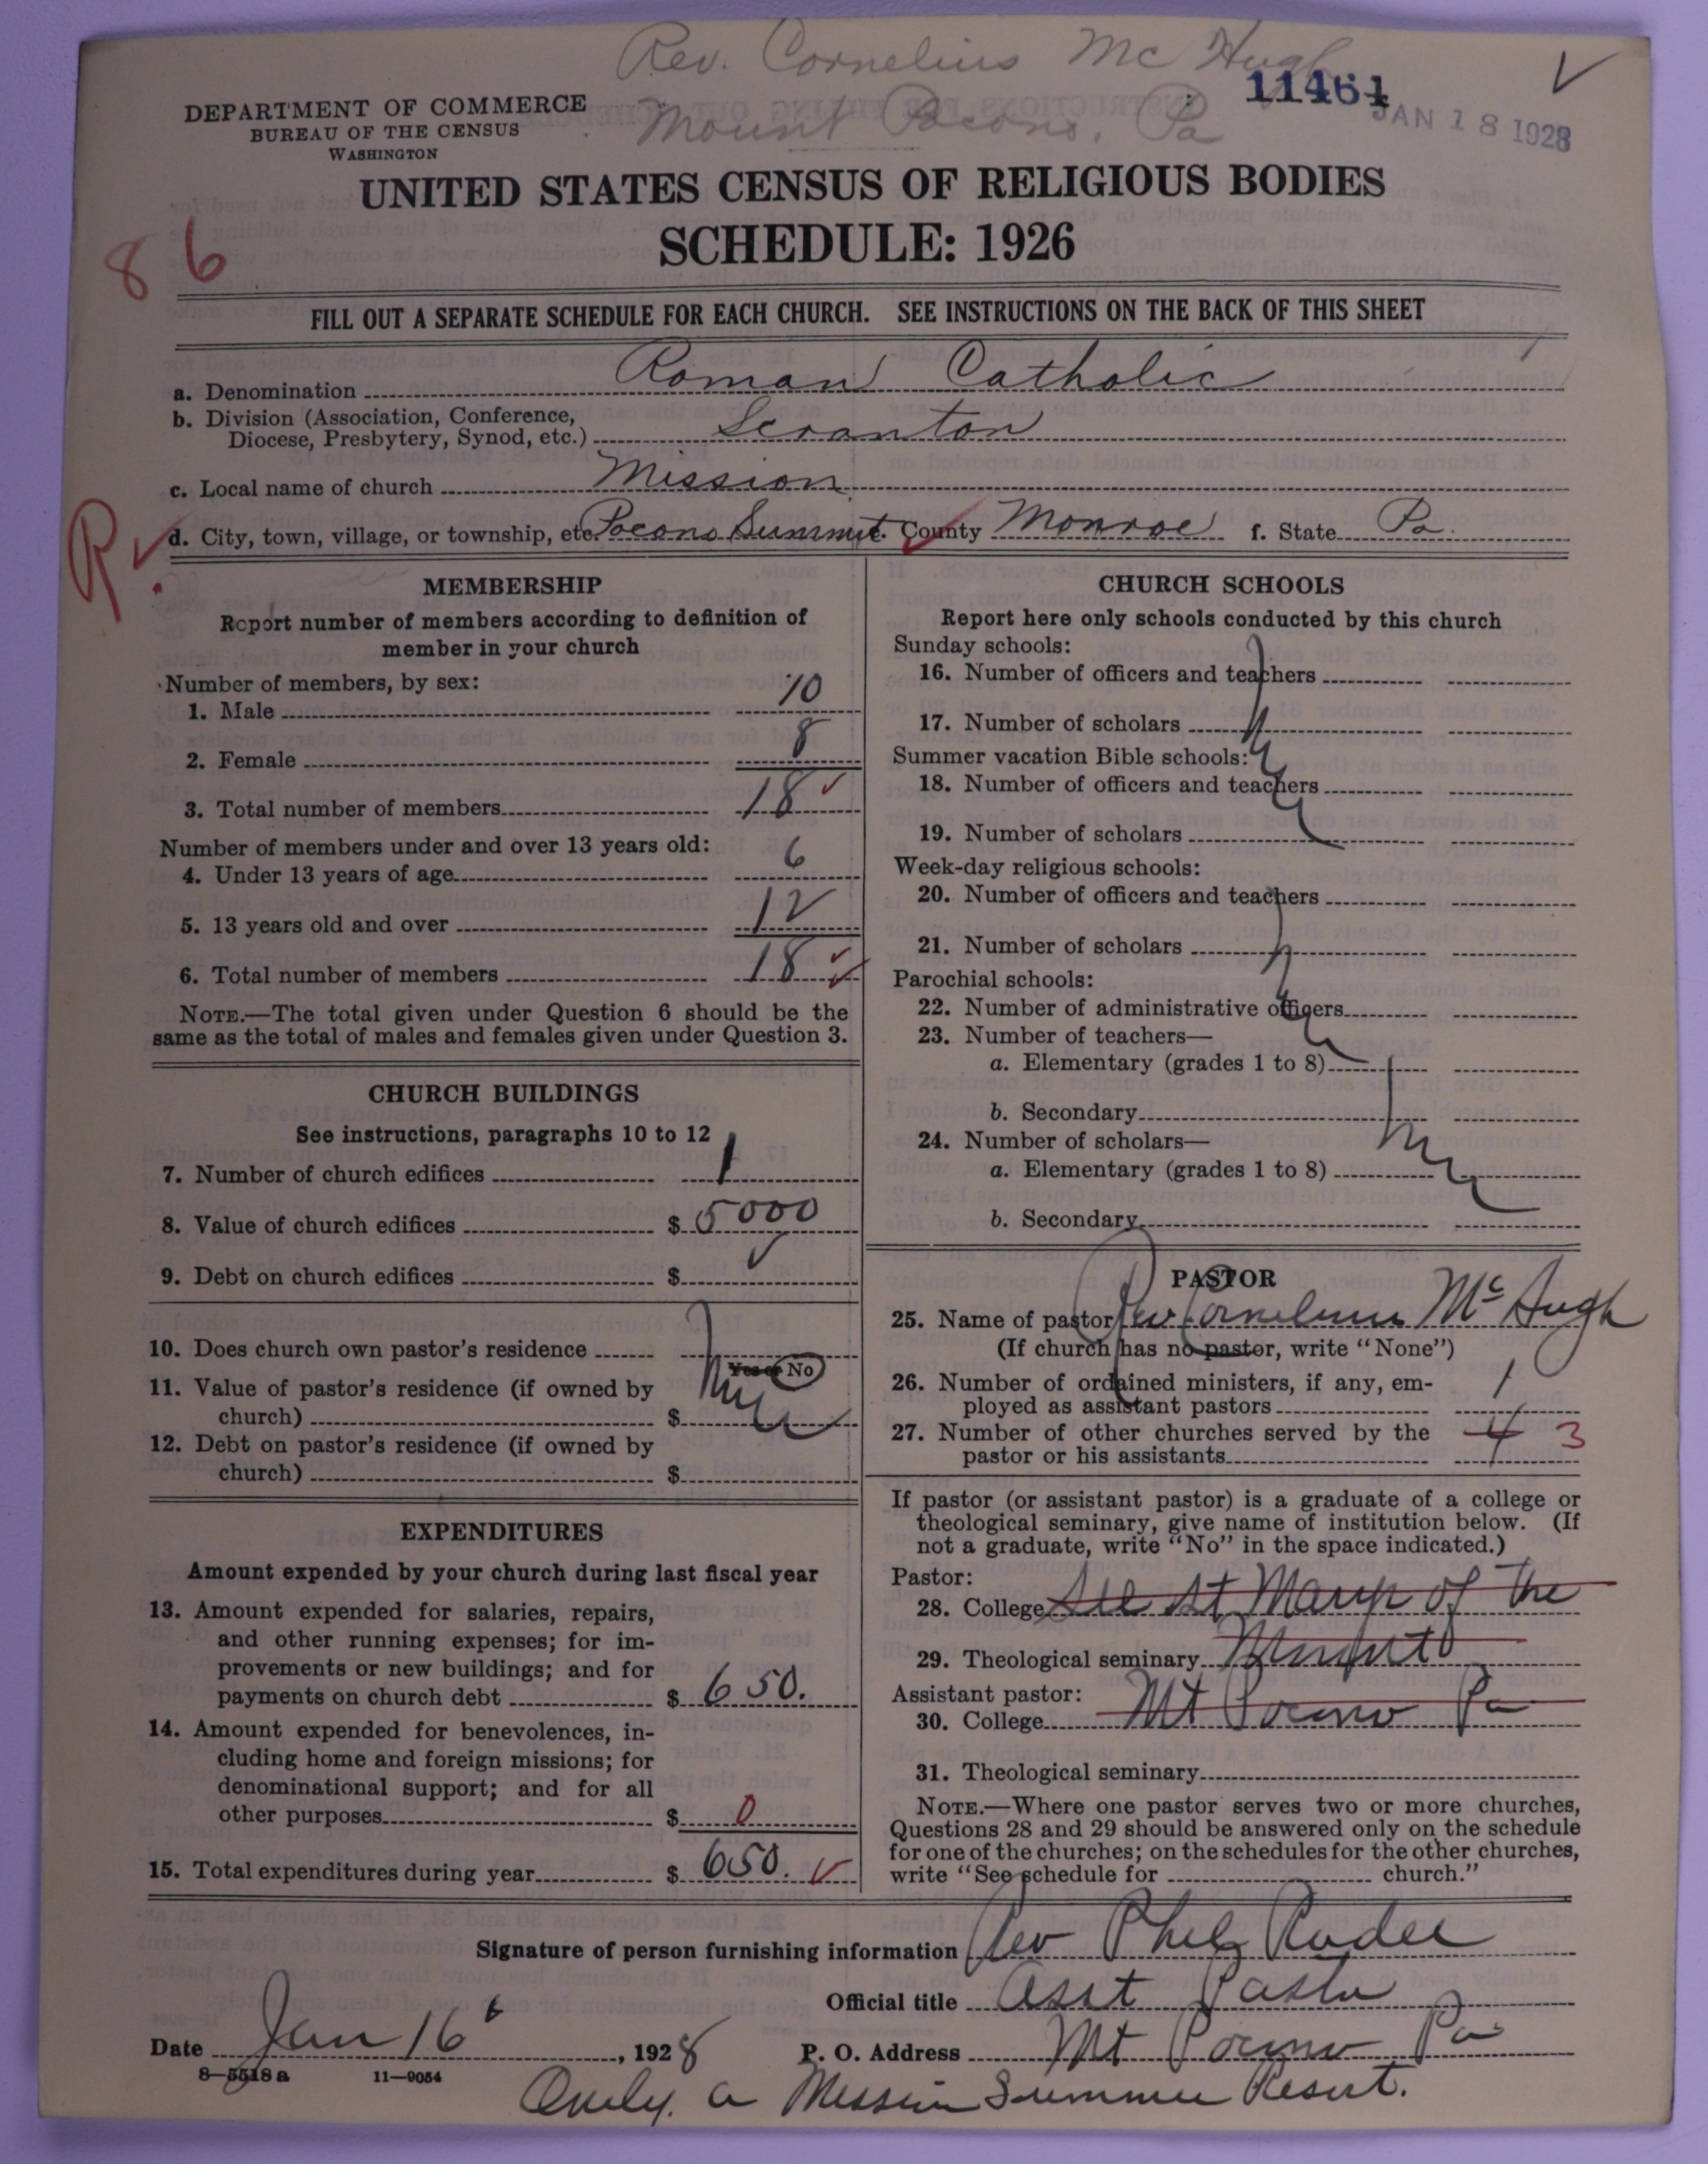 Rev. Cornelius Mc Hugh
Mount Pocono, Pa
11464
JAN 18 1928
DEPARTMENT OF COMMERCE
BUREAU OF THE CENSUS
WASHINGTON
UNITED STATES CENSUS OF RELIGIOUS BODIES
SCHEDULE: 1926
86
FILL OUT A SEPARATE SCHEDULE FOR EACH CHURCH. SEE INSTRUCTIONS ON THE BACK OF THIS SHEET
a. Denomination Roman Catholic
b. Division (Association, Conference,
Diocese, Presbytery, Synod, etc.) Scranton
c. Local name of church Mission
R
d. City, town, village, or township, etc. Pocono Summit e. County Monroe f. State Pa.
MEMBERSHIP
Report number of members according to definition of
member in your church
Number of members, by sex:
1. Male 10
2. Female 8
3. Total number of members 18
Number of members under and over 13 years old:
4. Under 13 years of age 6
5. 13 years old and over 12
6. Total number of members 18
NOTE.—The total given under Question 6 should be the
same as the total of males and females given under Question 3.
CHURCH BUILDINGS
See instructions, paragraphs 10 to 12
7. Number of church edifices 1
8. Value of church edifices $ 5000
9. Debt on church edifices $
10. Does church own pastor's residence
Yes or No
11. Value of pastor's residence (if owned by
church) $
12. Debt on pastor's residence (if owned by
church) $
EXPENDITURES
Amount expended by your church during last fiscal year
13. Amount expended for salaries, repairs,
and other running expenses; for im-
provements or new buildings; and for
payments on church debt $ 650.
14. Amount expended for benevolences, in-
cluding home and foreign missions; for
denominational support; and for all
other purposes $ 0
15. Total expenditures during year $ 650.
CHURCH SCHOOLS
Report here only schools conducted by this church
Sunday schools:
16. Number of officers and teachers
17. Number of scholars
Summer vacation Bible schools:
18. Number of officers and teachers
19. Number of scholars
Week-day religious schools:
20. Number of officers and teachers
21. Number of scholars
Parochial schools:
22. Number of administrative officers
23. Number of teachers—
a. Elementary (grades 1 to 8)
b. Secondary
24. Number of scholars—
a. Elementary (grades 1 to 8)
b. Secondary
PASTOR
25. Name of pastor Rev Cornelius McHugh
(If church has no pastor, write "None")
26. Number of ordained ministers, if any, em-
ployed as assistant pastors 1
27. Number of other churches served by the
pastor or his assistants 4 3
If pastor (or assistant pastor) is a graduate of a college or
theological seminary, give name of institution below. (If
not a graduate, write "No" in the space indicated.)
Pastor:
28. College See St Marys of the
29. Theological seminary
Assistant pastor:
30. College Mt Pocono Pa
31. Theological seminary
NOTE.—Where one pastor serves two or more churches,
Questions 28 and 29 should be answered only on the schedule
for one of the churches; on the schedules for the other churches,
write "See schedule for church."
Signature of person furnishing information Rev
Official title Asst Pastor
Date Jan 16, 1928 P. O. Address Mt Pocono Pa
8—5518a 11—9054
Only. a Mission Summer Resort.